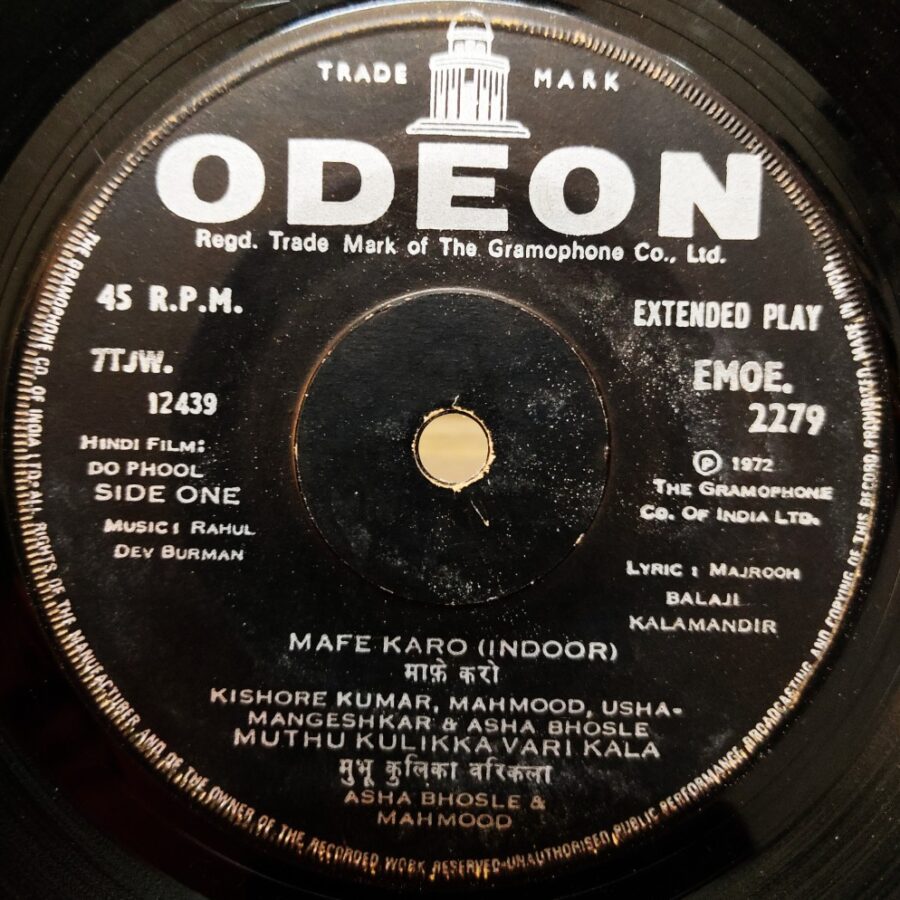 TRADE MARK
ODEON
Regd. Trade Mark of The Gramophone Co., Ltd.
45 R.P.M.
7TJW.
12439
HINDI FILM:
DO PHOOL
SIDE ONE
MUSIC: RAHUL
DEV BURMAN
EXTENDED PLAY
EMOE.
2279
Ⓟ 1972
THE GRAMOPHONE
CO. OF INDIA LTD.
LYRIC : MAJROOH
BALAJI
KALAMANDIR
MAFE KARO (INDOOR)
माफ़े करो
KISHORE KUMAR, MAHMOOD, USHA-
MANGESHKAR & ASHA BHOSLE
MUTHU KULIKKA VARI KALA
मुभू कुलिका वरिकला
ASHA BHOSLE &
MAHMOOD
THE GRAMOPHONE CO. OF INDIA LTD. ALL RIGHTS OF THE MANUFACTURER AND OF THE OWNER OF THE RECORDED WORK RESERVED-UNAUTHORISED PUBLIC PERFORMANCE, BROADCASTING AND COPYING OF THIS RECORD PROHIBITED MADE IN INDIA